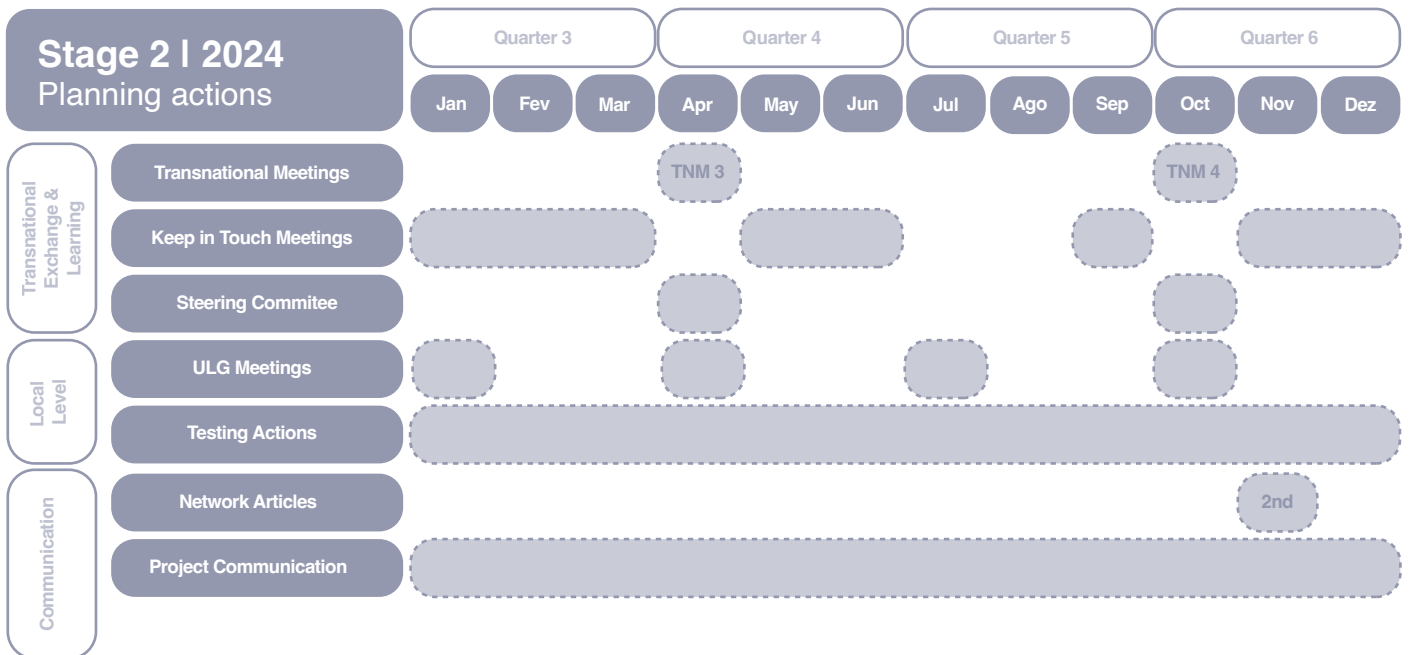 Stage 2 | 2024
Planning actions
Quarter 3
Quarter 4
Quarter 5
Quarter 6
Jan
Fev
Mar
Apr
May
Jun
Jul
Ago
Sep
Oct
Nov
Dez
Transnational
Exchange &
Learning
Transnational Meetings
TNM 3
TNM 4
Keep in Touch Meetings
Steering Commitee
Local
Level
ULG Meetings
Testing Actions
Communication
Network Articles
2nd
Project Communication